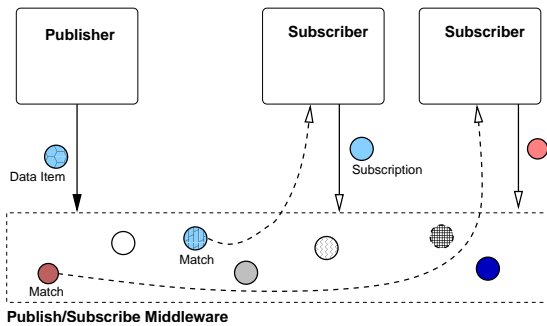 Publisher
Subscriber
Subscriber
Data Item
Subscription
Match
Match
Publish/Subscribe Middleware